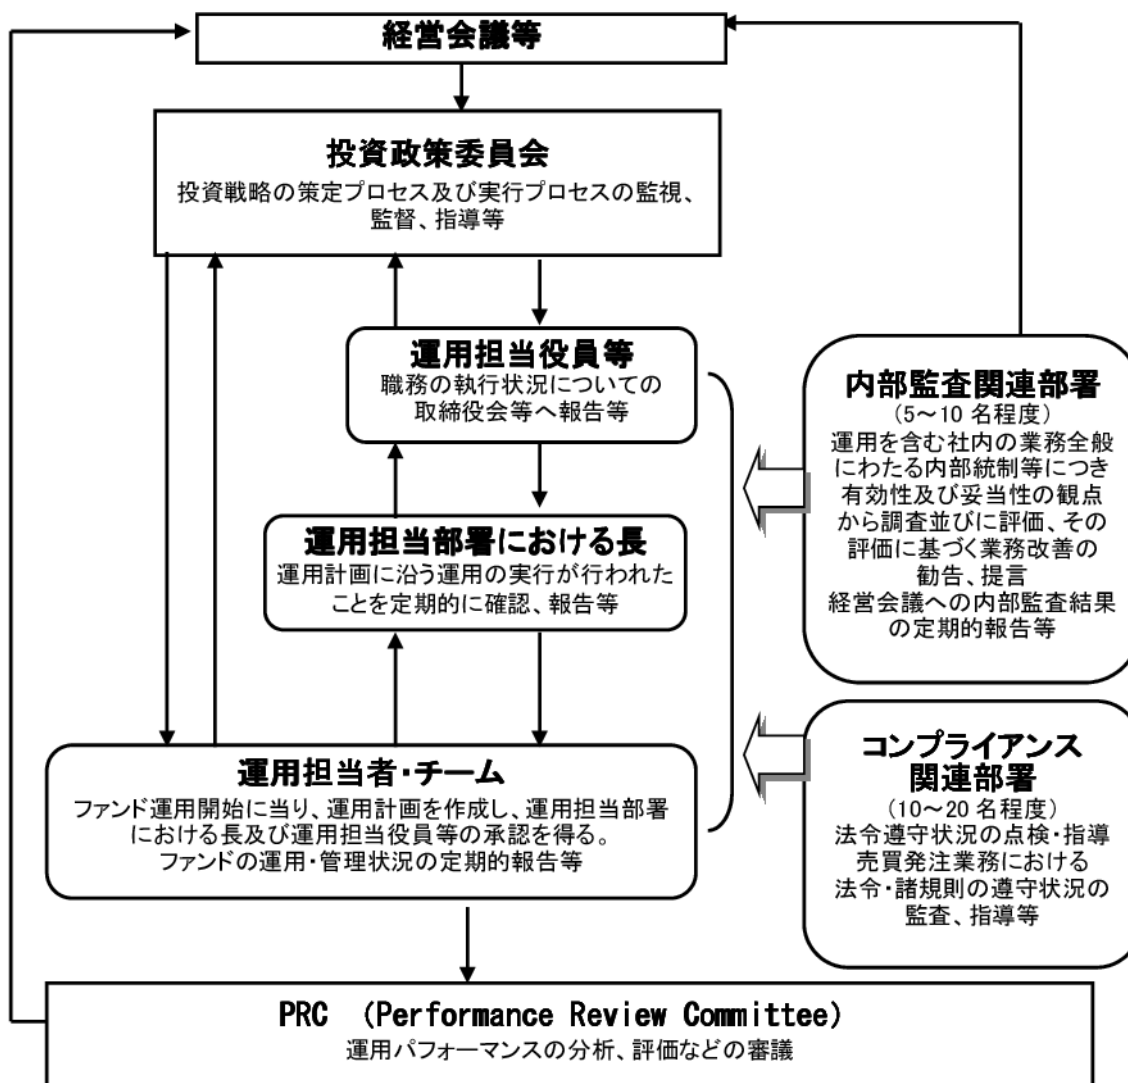 経営会議等
投資政策委員会
投資戦略の策定プロセス及び実行プロセスの監視、
監督、指導等
運用担当役員等
職務の執行状況についての
取締役会等へ報告等
運用担当部署における長
運用計画に沿う運用の実行が行われた
ことを定期的に確認、報告等
運用担当者・チーム
ファンド運用開始に当り、運用計画を作成し、運用担当部署
における長及び運用担当役員等の承認を得る。
ファンドの運用・管理状況の定期的報告等
内部監査関連部署
(5～10 名程度)
運用を含む社内の業務全般
にわたる内部統制等につき
有効性及び妥当性の観点
から調査並びに評価、その
評価に基づく業務改善の
勧告、提言
経営会議への内部監査結果
の定期的報告等
コンプライアンス
関連部署
(10～20 名程度)
法令遵守状況の点検・指導
売買発注業務における
法令・諸規則の遵守状況の
監査、指導等
PRC (Performance Review Committee)
運用パフォーマンスの分析、評価などの審議